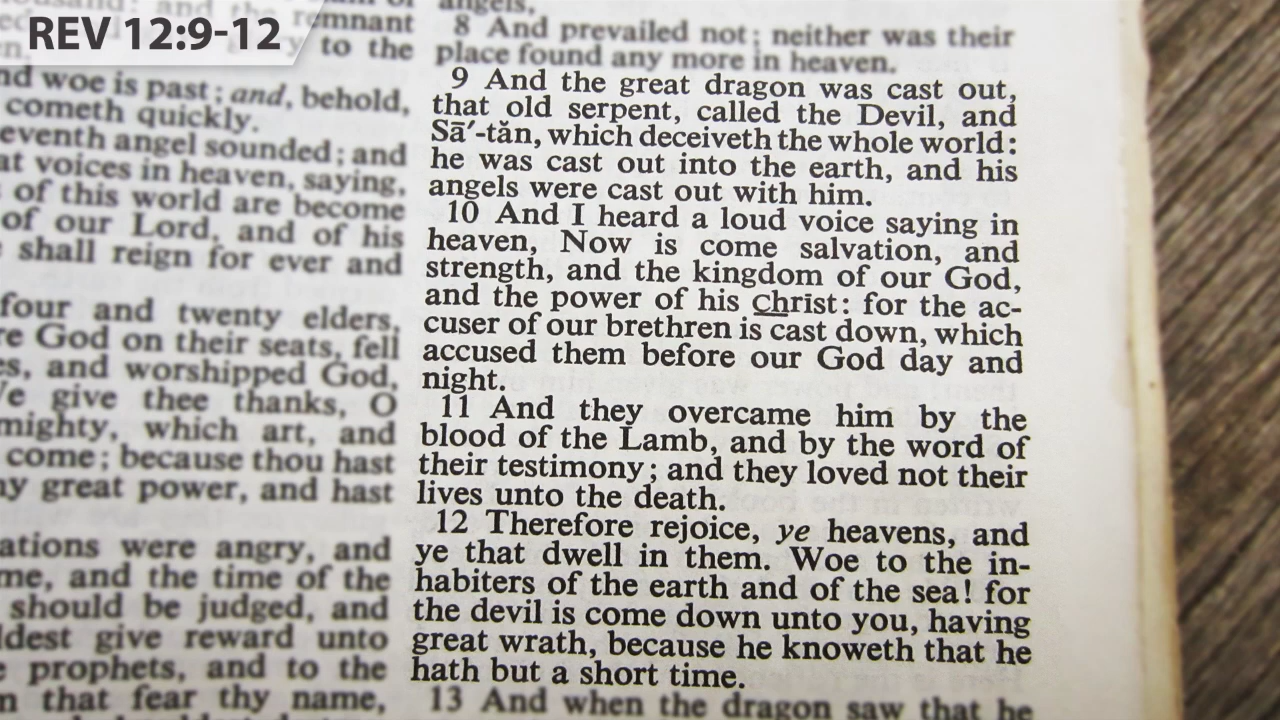 REV 12:9-12
remnant
to the
nd woe is past; and, behold,
cometh quickly.
eventh angel sounded; and
at voices in heaven, saying,
of this world are become
of our Lord, and of his
shall reign for ever and
four and twenty elders,
re God on their seats, fell
es, and worshipped God,
give thee thanks, O
mighty, which art, and
come; because thou hast
y great power, and hast
ations were angry, and
me, and the time of the
should be judged, and
ldest give reward unto
prophets, and to the
n that fear thy name,
angels,
8 And prevailed not; neither was their
place found any more in heaven.
9 And the great dragon was cast out,
that old serpent, called the Devil, and
Sā′-tăn, which deceiveth the whole world:
he was cast out into the earth, and his
angels were cast out with him.
10 And I heard a loud voice saying in
heaven, Now is come salvation, and
strength, and the kingdom of our God,
and the power of his Christ: for the ac-
cuser of our brethren is cast down, which
accused them before our God day and
night.
11 And they overcame him by the
blood of the Lamb, and by the word of
their testimony; and they loved not their
lives unto the death.
12 Therefore rejoice, ye heavens, and
ye that dwell in them. Woe to the in-
habiters of the earth and of the sea! for
the devil is come down unto you, having
great wrath, because he knoweth that he
hath but a short time.
13 And when the dragon saw that he